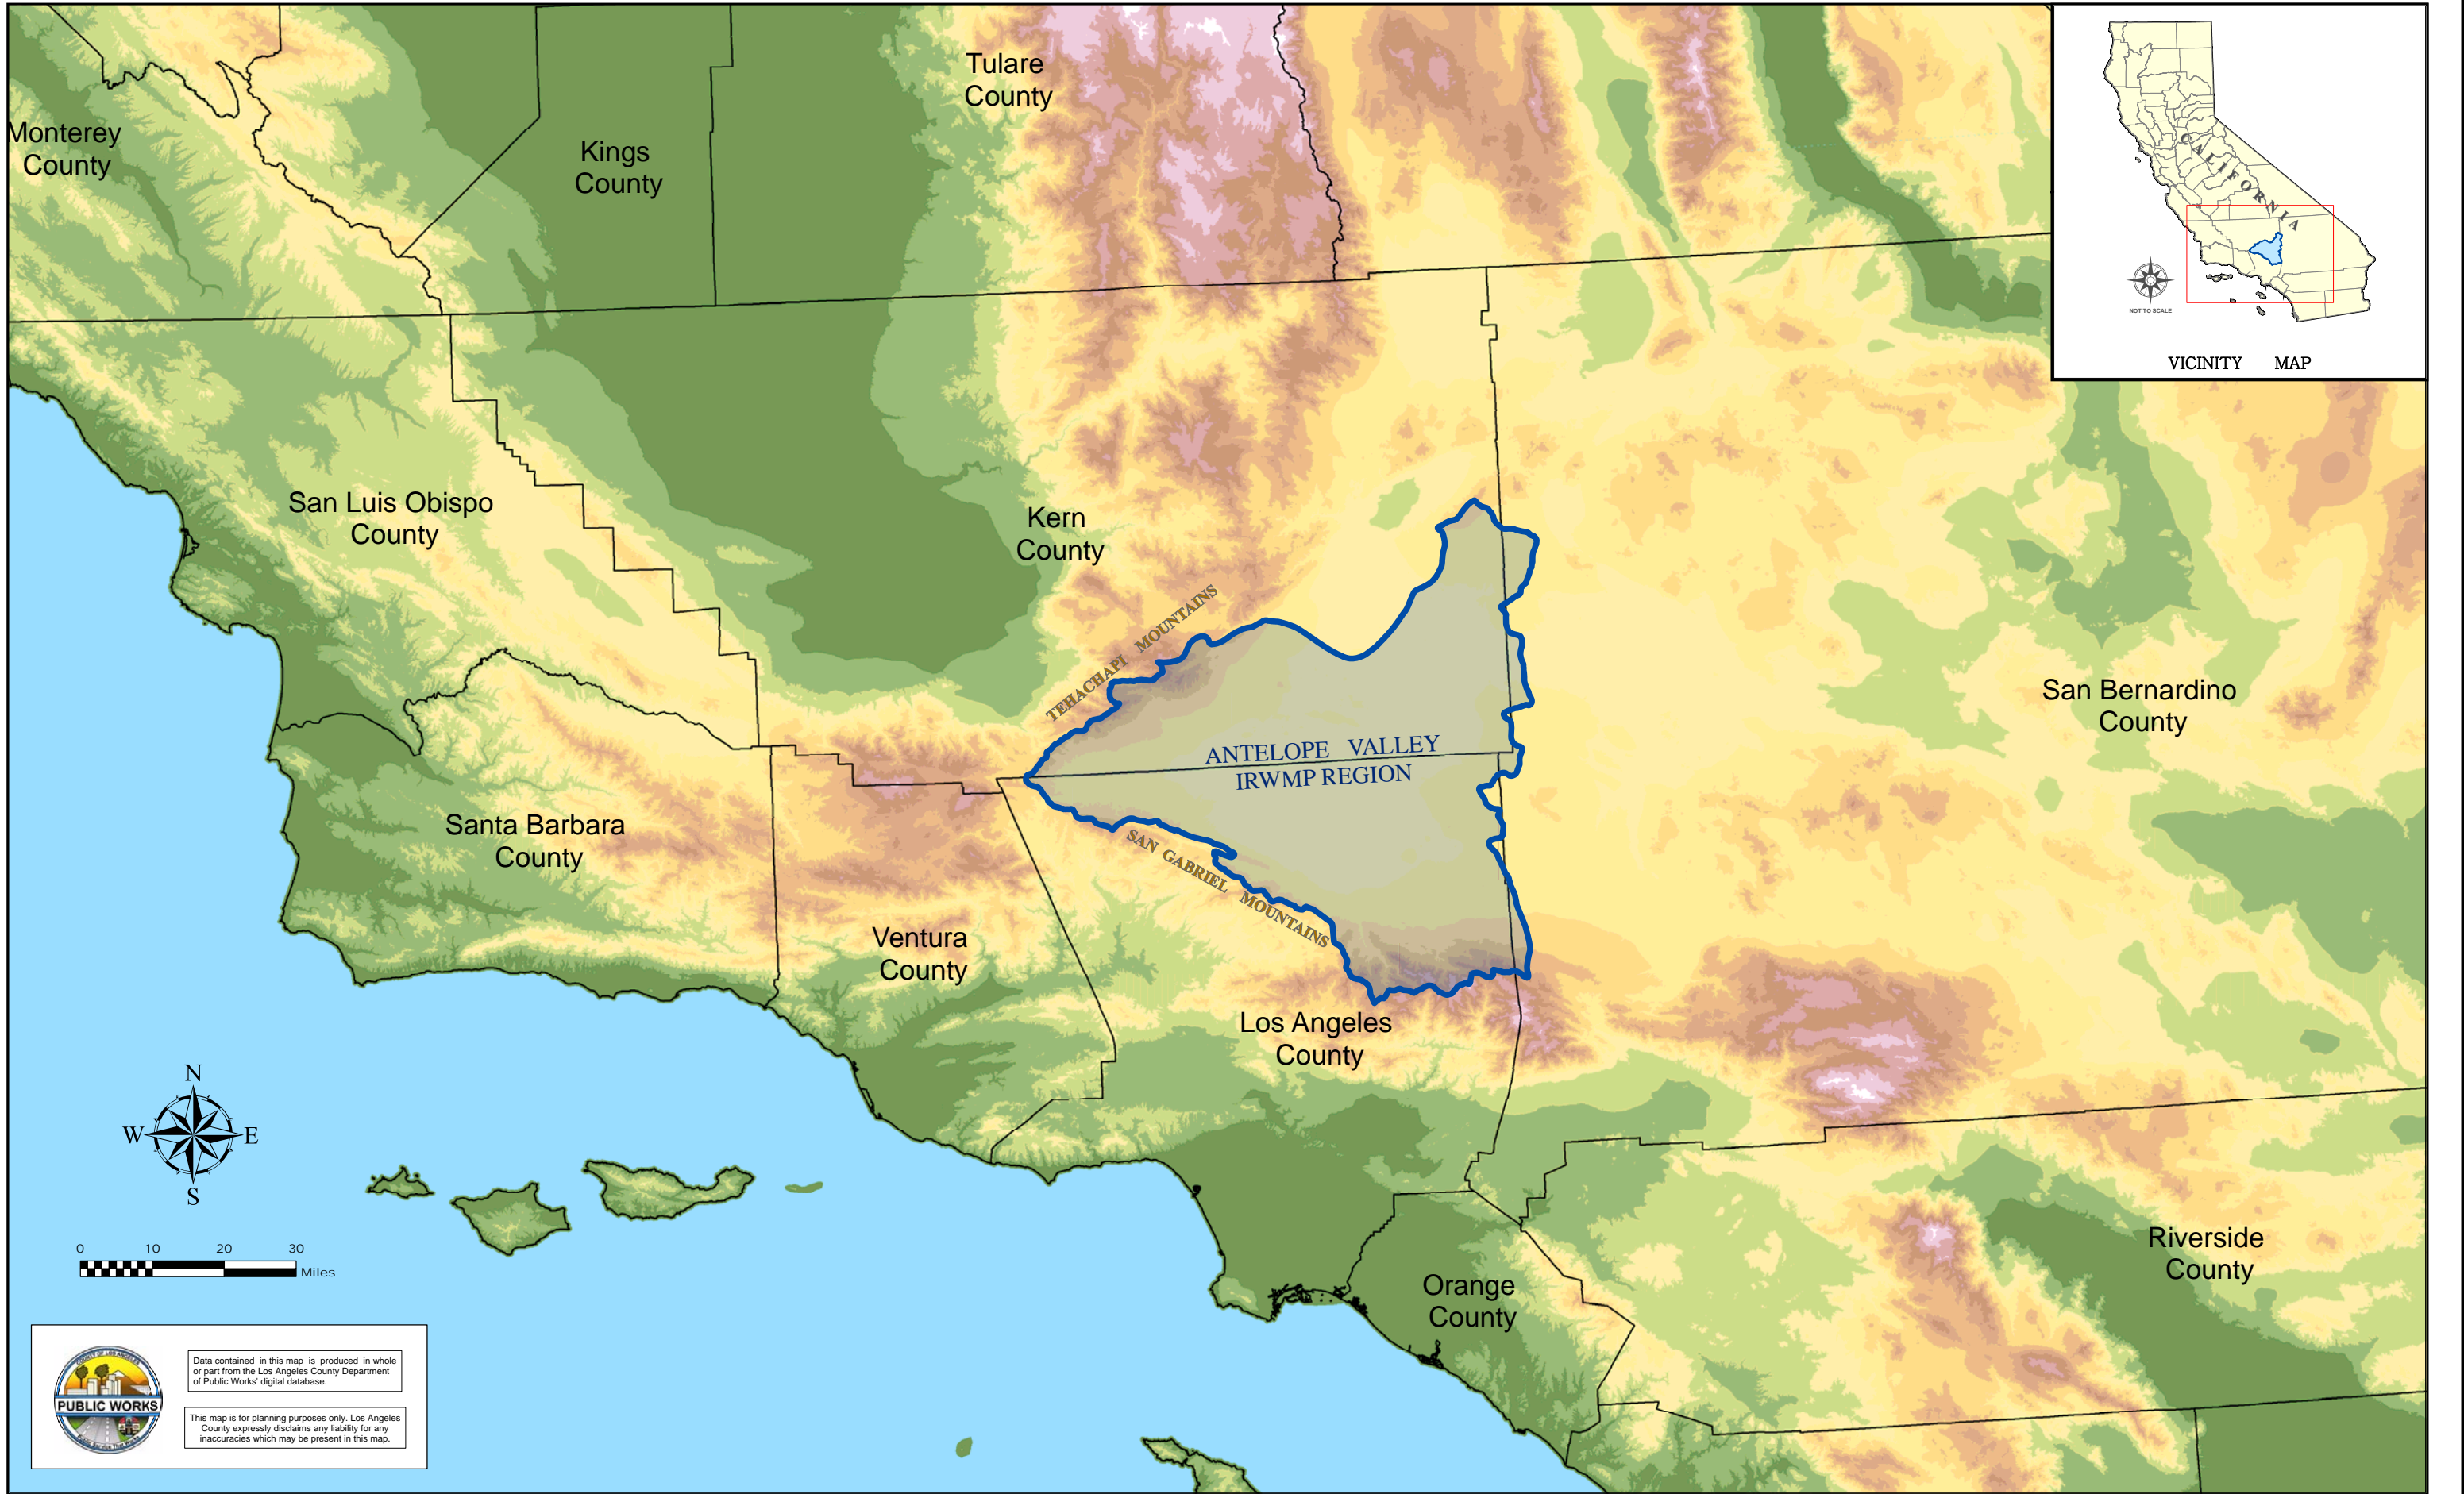 Tulare
County
Monterey
County
Kings
County
CALIFORNIA
NOT TO SCALE
VICINITY MAP
San Luis Obispo
County
Kern
County
TEHACHAPI MOUNTAINS
San Bernardino
County
ANTELOPE VALLEY
IRWMP REGION
Santa Barbara
County
SAN GABRIEL MOUNTAINS
Ventura
County
Los Angeles
County
N
W E
S
0 10 20 30
Miles
Riverside
County
Orange
County
COUNTY OF LOS ANGELES
PUBLIC WORKS
Data contained in this map is produced in whole
or part from the Los Angeles County Department
of Public Works' digital database.
This map is for planning purposes only. Los Angeles
County expressly disclaims any liability for any
inaccuracies which may be present in this map.